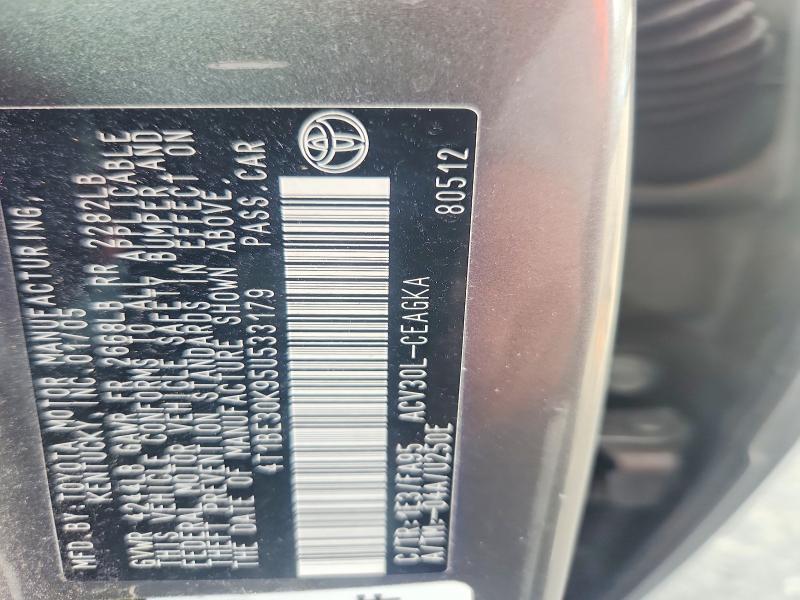 MFD.BY: TOYOTA MOTOR MANUFACTURING,
KENTUCKY INC 01/05
GVWR 4244LB GAWR FR 2668LB RR 2282LB
THIS VEHICLE CONFORMS TO ALL APPLICABLE
FEDERAL MOTOR VEHICLE SAFETY BUMPER, AND
THEFT PREVENTION STANDARDS IN EFFECT ON
THE DATE OF MANUFACTURE SHOWN ABOVE.
4T1BE30K95U533179 PASS.CAR
C/TR:1E3/FA95 ACV30L-CEAGKA
A/TM:-04A/U250E 80512